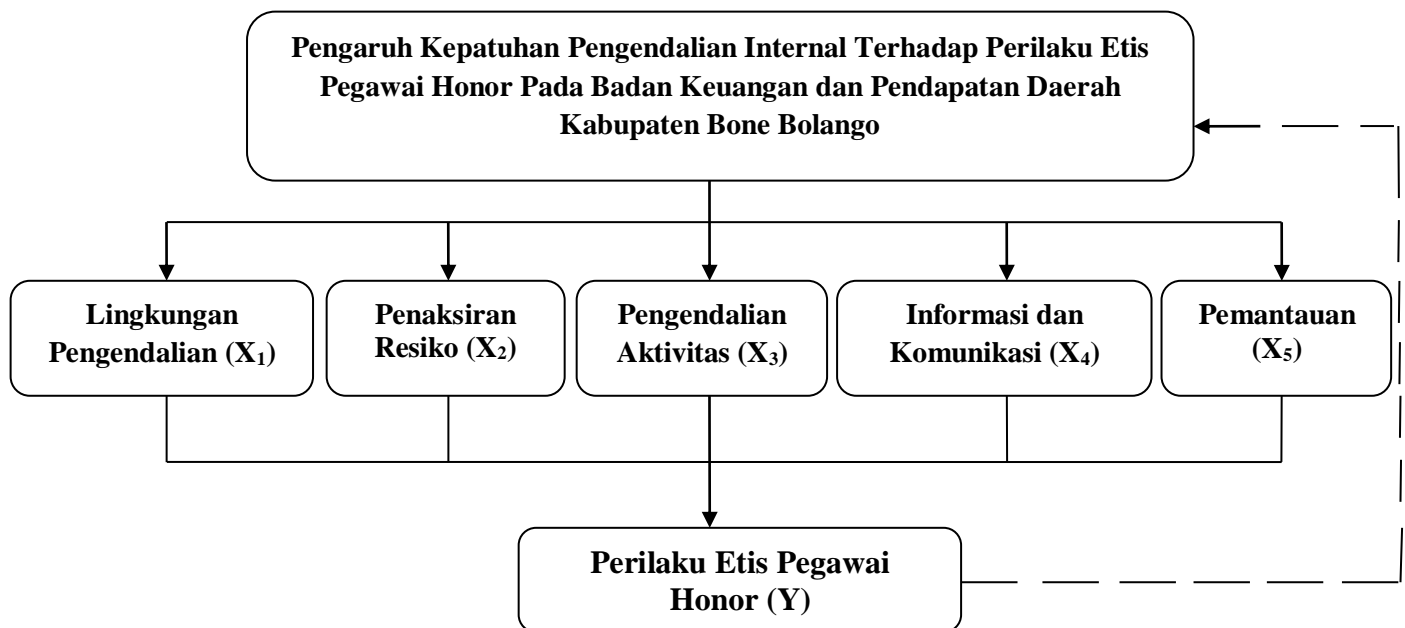 Pengaruh Kepatuhan Pengendalian Internal Terhadap Perilaku Etis
Pegawai Honor Pada Badan Keuangan dan Pendapatan Daerah
Kabupaten Bone Bolango
Lingkungan
Pengendalian (X₁)
Penaksiran
Resiko (X₂)
Pengendalian
Aktivitas (X₃)
Informasi dan
Komunikasi (X₄)
Pemantauan
(X₅)
Perilaku Etis Pegawai
Honor (Y)